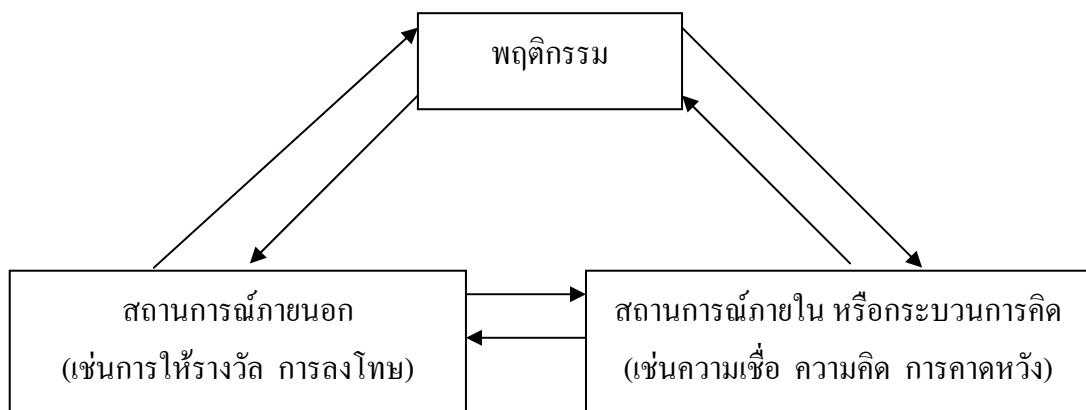 พฤติกรรม
สถานการณ์ภายนอก
(เช่นการให้รางวัล การลงโทษ)
สถานการณ์ภายใน หรือกระบวนการคิด
(เช่นความเชื่อ ความคิด การคาดหวัง)